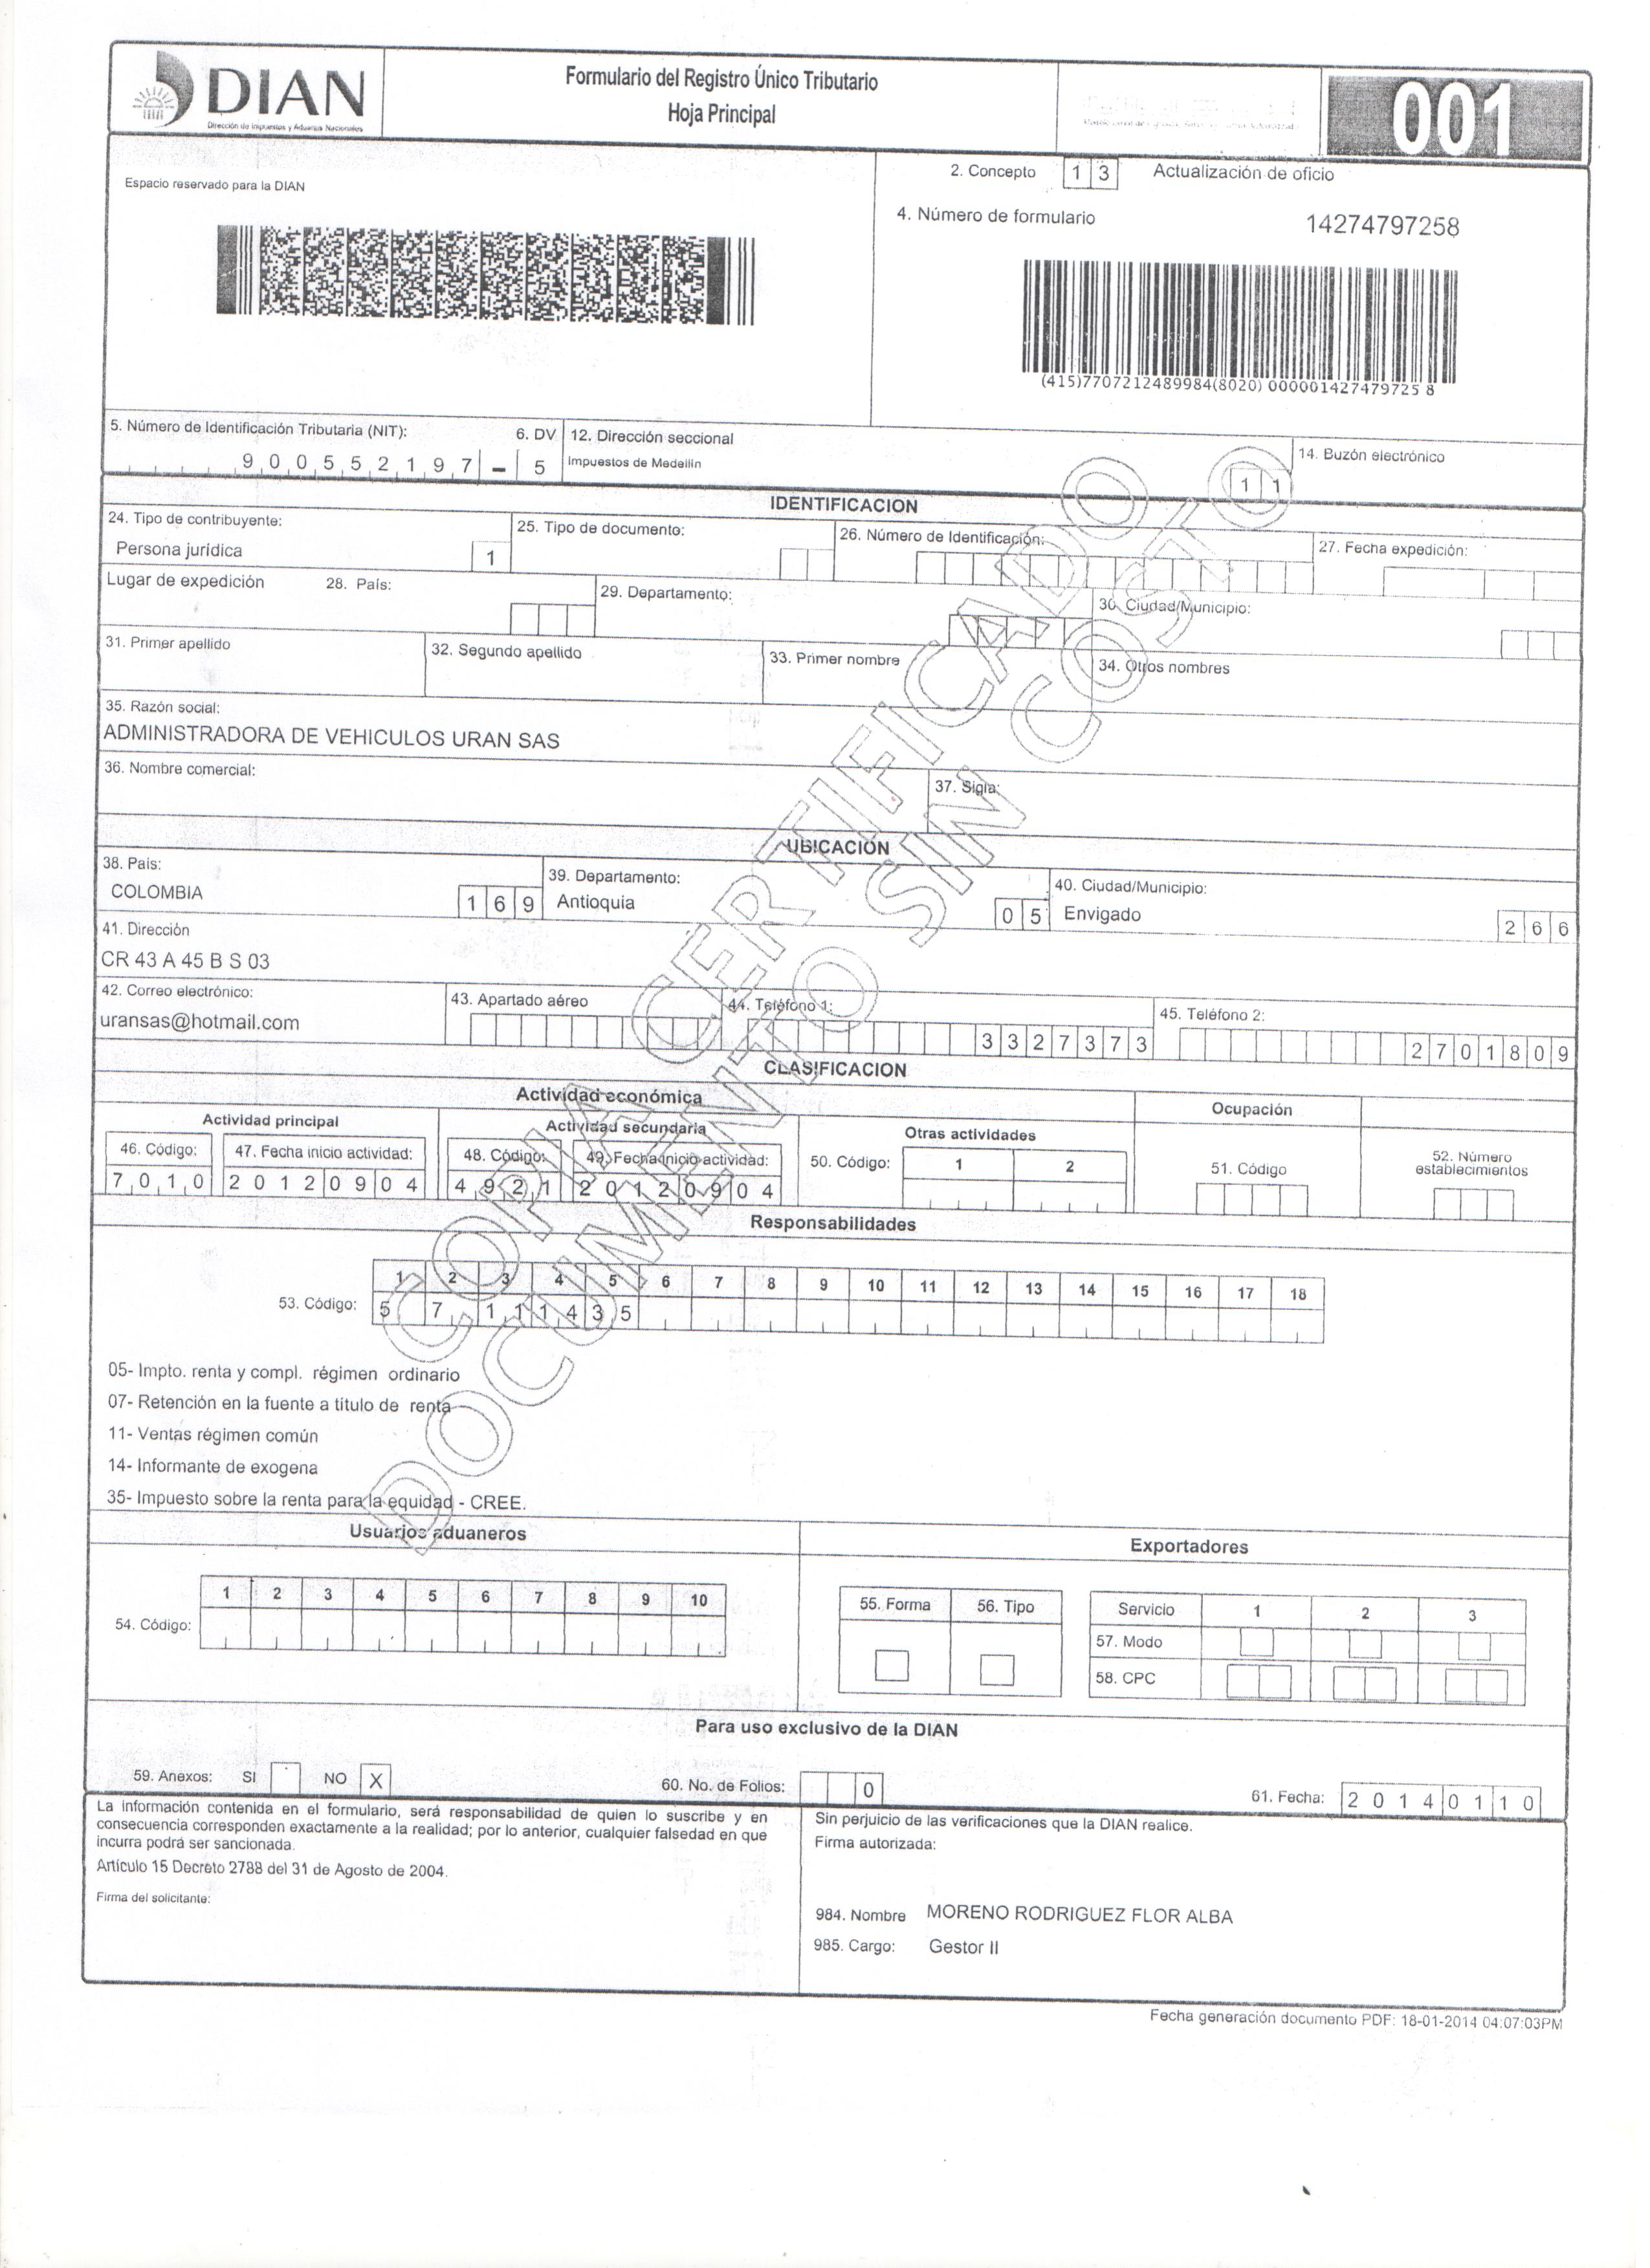 DIAN
Dirección de Impuestos y Aduanas Nacionales
Formulario del Registro Único Tributario
Hoja Principal
001
Espacio reservado para la DIAN
2. Concepto 1 3 Actualización de oficio
4. Número de formulario 14274797258
(415)7707212489984(8020) 000001427479725 8
5. Número de Identificación Tributaria (NIT): 6. DV 12. Dirección seccional 14. Buzón electrónico
9 0 0 5 5 2 1 9 7 - 5 Impuestos de Medellín 1 1
IDENTIFICACION
24. Tipo de contribuyente: 25. Tipo de documento: 26. Número de Identificación: 27. Fecha expedición:
Persona jurídica 1
Lugar de expedición 28. País: 29. Departamento: 30. Ciudad/Municipio:
31. Primer apellido 32. Segundo apellido 33. Primer nombre 34. Otros nombres
35. Razón social:
ADMINISTRADORA DE VEHICULOS URAN SAS
36. Nombre comercial: 37. Sigla:
UBICACIÓN
38. País: 39. Departamento: 40. Ciudad/Municipio:
COLOMBIA 1 6 9 Antioquia 0 5 Envigado 2 6 6
41. Dirección
CR 43 A 45 B S 03
42. Correo electrónico: 43. Apartado aéreo 44. Teléfono 1: 45. Teléfono 2:
uransas@hotmail.com 3 3 2 7 3 7 3 2 7 0 1 8 0 9
CLASIFICACION
Actividad económica Ocupación
Actividad principal Actividad secundaria Otras actividades
46. Código: 47. Fecha inicio actividad: 48. Código: 49. Fecha inicio actividad: 50. Código: 1 2 51. Código 52. Número establecimientos
7 0 1 0 2 0 1 2 0 9 0 4 4 9 2 1 2 0 1 2 0 9 0 4
Responsabilidades
1 2 3 4 5 6 7 8 9 10 11 12 13 14 15 16 17 18
53. Código: 5 7 1 1 1 4 3 5
05- Impto. renta y compl. régimen ordinario
07- Retención en la fuente a título de renta
11- Ventas régimen común
14- Informante de exogena
35- Impuesto sobre la renta para la equidad - CREE.
Usuarios aduaneros Exportadores
1 2 3 4 5 6 7 8 9 10
54. Código:
55. Forma 56. Tipo Servicio 1 2 3
57. Modo
58. CPC
Para uso exclusivo de la DIAN
59. Anexos: SI NO X 60. No. de Folios: 0 61. Fecha: 2 0 1 4 0 1 1 0
La información contenida en el formulario, será responsabilidad de quien lo suscribe y en
consecuencia corresponden exactamente a la realidad; por lo anterior, cualquier falsedad en que
incurra podrá ser sancionada.
Artículo 15 Decreto 2788 del 31 de Agosto de 2004.
Firma del solicitante:
Sin perjuicio de las verificaciones que la DIAN realice.
Firma autorizada:
984. Nombre MORENO RODRIGUEZ FLOR ALBA
985. Cargo: Gestor II
Fecha generación documento PDF: 18-01-2014 04:07:03PM
COPIA CERTIFICADO
DOCUMENTO SIN COSTO